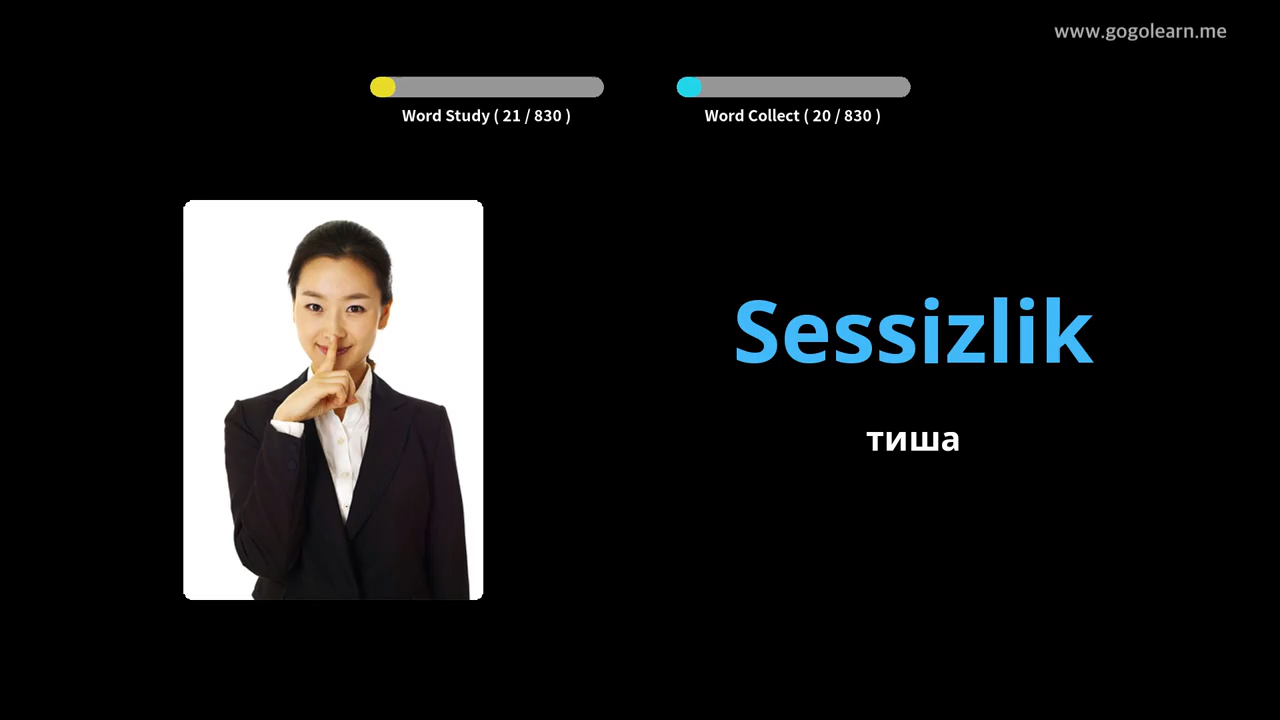 www.gogolearn.me
Word Study ( 21 / 830 )
Word Collect ( 20 / 830 )
Sessizlik
тиша